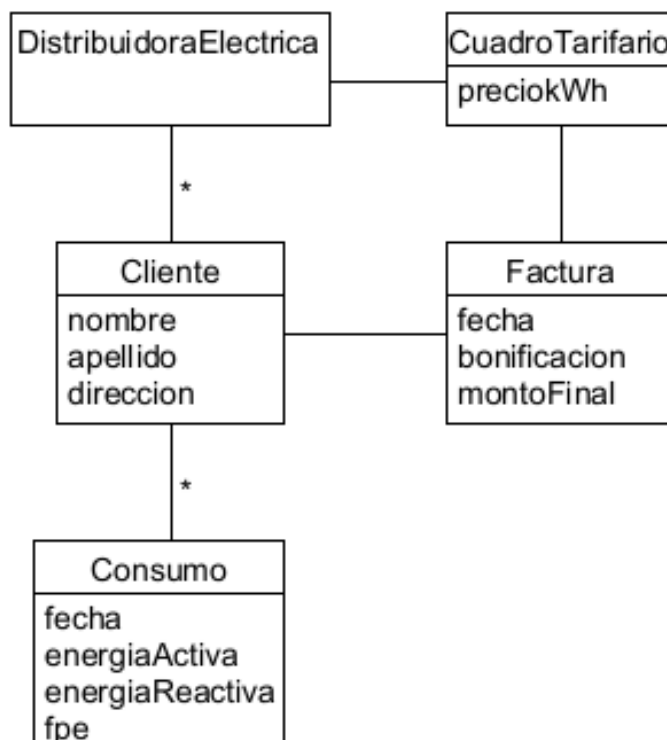 DistribuidoraElectrica
CuadroTarifario
preciokWh
*
Cliente
nombre
apellido
direccion
Factura
fecha
bonificacion
montoFinal
*
Consumo
fecha
energiaActiva
energiaReactiva
fpe